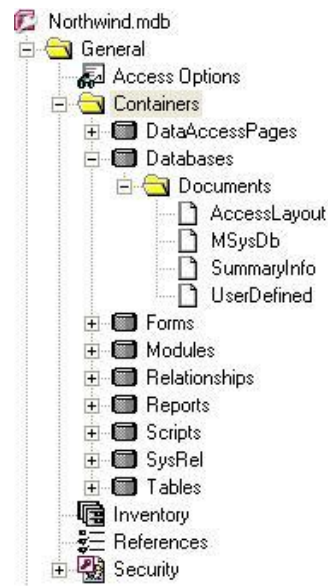 Northwind.mdb
General
Access Options
Containers
DataAccessPages
Databases
Documents
AccessLayout
MSysDb
SummaryInfo
UserDefined
Forms
Modules
Relationships
Reports
Scripts
SysRel
Tables
Inventory
References
Security